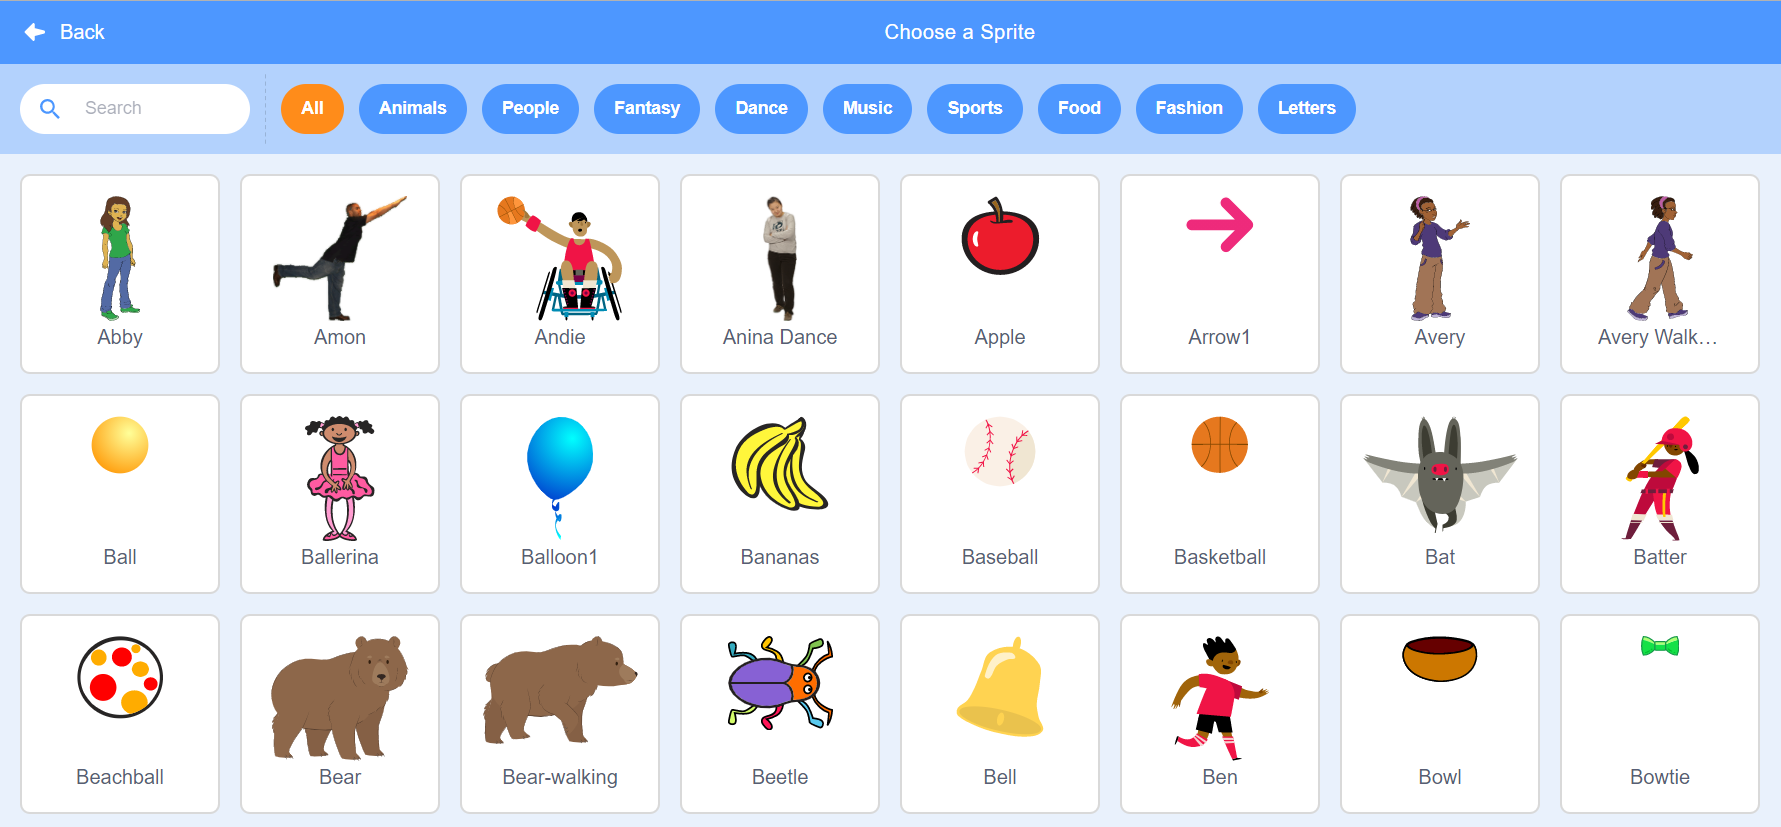 Back
Choose a Sprite
Search
All
Animals
People
Fantasy
Dance
Music
Sports
Food
Fashion
Letters
Abby
Amon
Andie
Anina Dance
Apple
Arrow1
Avery
Avery Walk...
Ball
Ballerina
Balloon1
Bananas
Baseball
Basketball
Bat
Batter
Beachball
Bear
Bear-walking
Beetle
Bell
Ben
Bowl
Bowtie